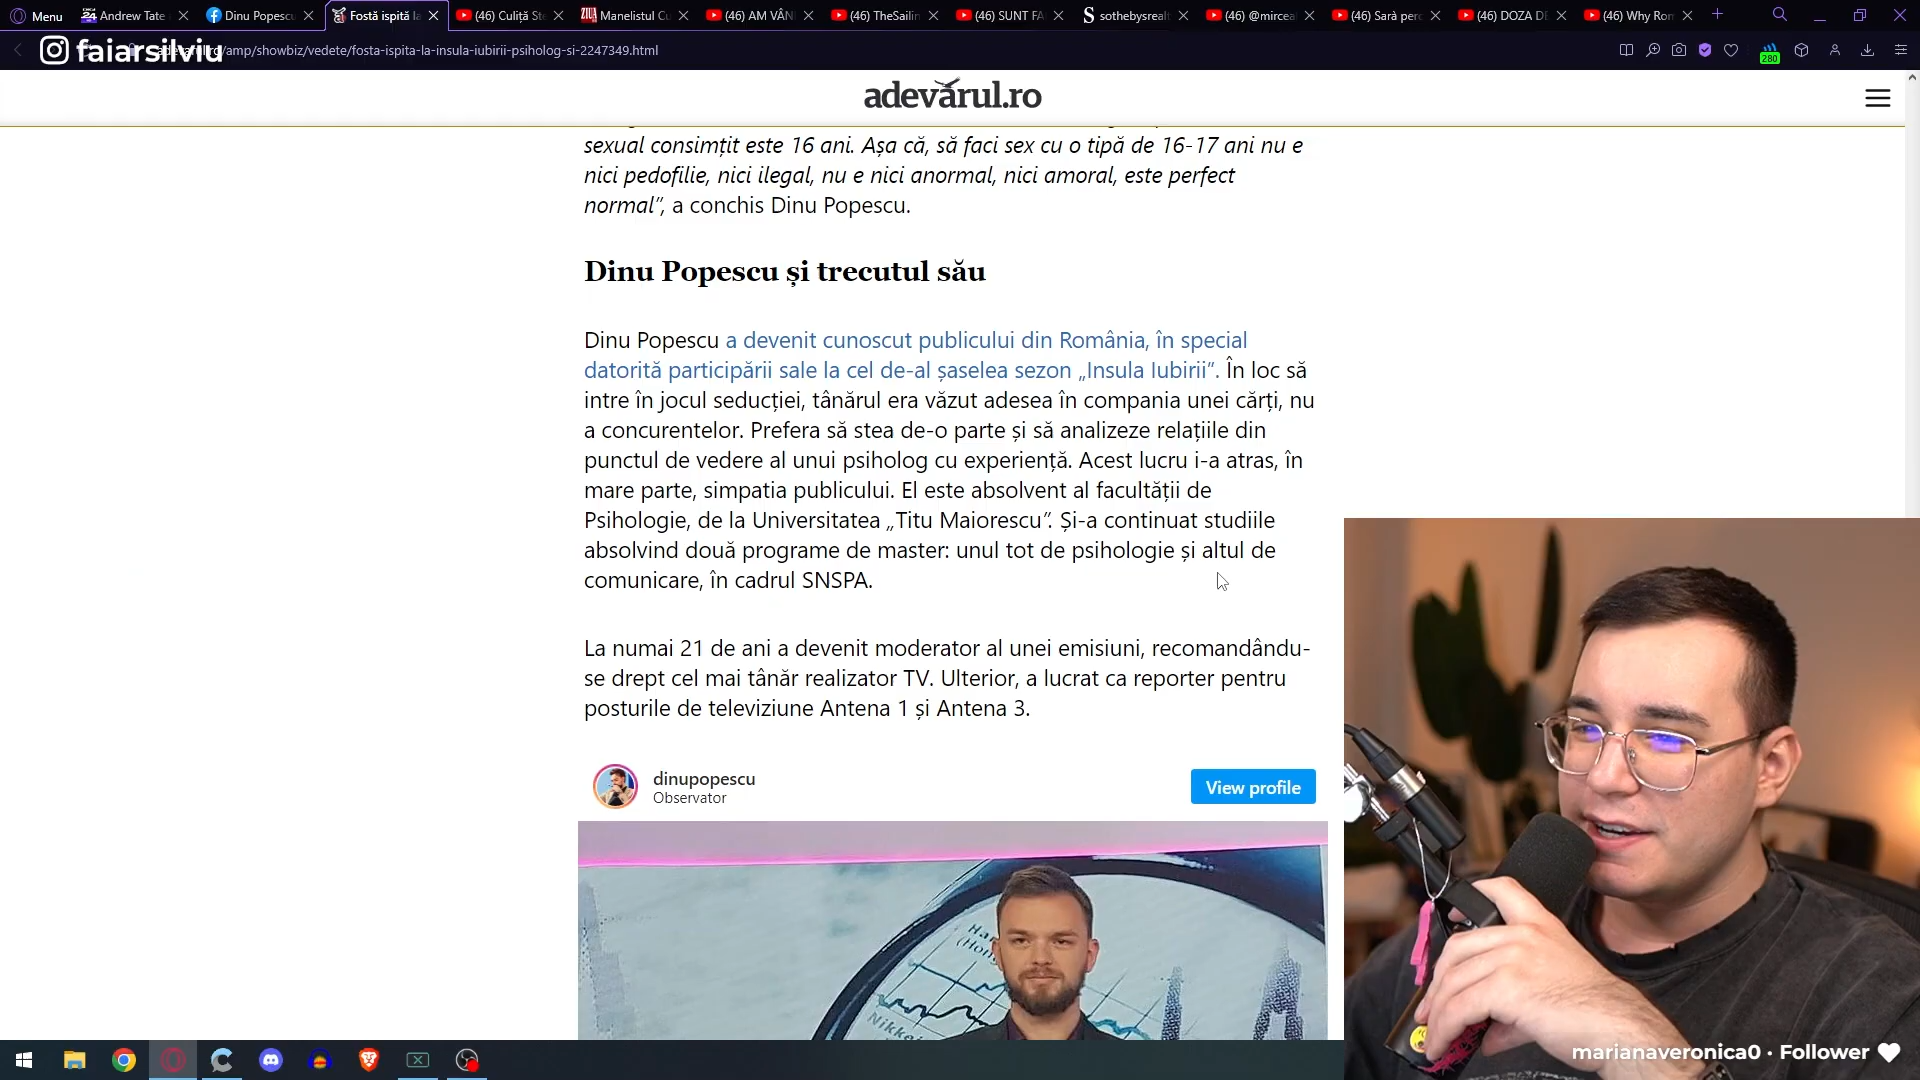 Menu
Andrew Tate
Dinu Popescu
Fostă ispită la
(46) Culiță Ste
Manelistul Cu
(46) AM VÂN
(46) TheSailin
(46) SUNT FA
sothebysrealt
(46) @mircea
(46) Sarà per
(46) DOZA D
(46) Why Rom
faiarsilviu
/amp/showbiz/vedete/fosta-ispita-la-insula-iubirii-psiholog-si-2247349.html
280
adevărul.ro
sexual consimțit este 16 ani. Așa că, să faci sex cu o tipă de 16-17 ani nu e
nici pedofilie, nici ilegal, nu e nici anormal, nici amoral, este perfect
normal”, a conchis Dinu Popescu.
Dinu Popescu și trecutul său
Dinu Popescu a devenit cunoscut publicului din România, în special
datorită participării sale la cel de-al șaselea sezon „Insula Iubirii”. În loc să
intre în jocul seducției, tânărul era văzut adesea în compania unei cărți, nu
a concurentelor. Prefera să stea de-o parte și să analizeze relațiile din
punctul de vedere al unui psiholog cu experiență. Acest lucru i-a atras, în
mare parte, simpatia publicului. El este absolvent al facultății de
Psihologie, de la Universitatea „Titu Maiorescu”. Și-a continuat studiile
absolvind două programe de master: unul tot de psihologie și altul de
comunicare, în cadrul SNSPA.
La numai 21 de ani a devenit moderator al unei emisiuni, recomandându-
se drept cel mai tânăr realizator TV. Ulterior, a lucrat ca reporter pentru
posturile de televiziune Antena 1 și Antena 3.
dinupopescu
Observator
View profile
Nikkei
marianaveronica0 · Follower